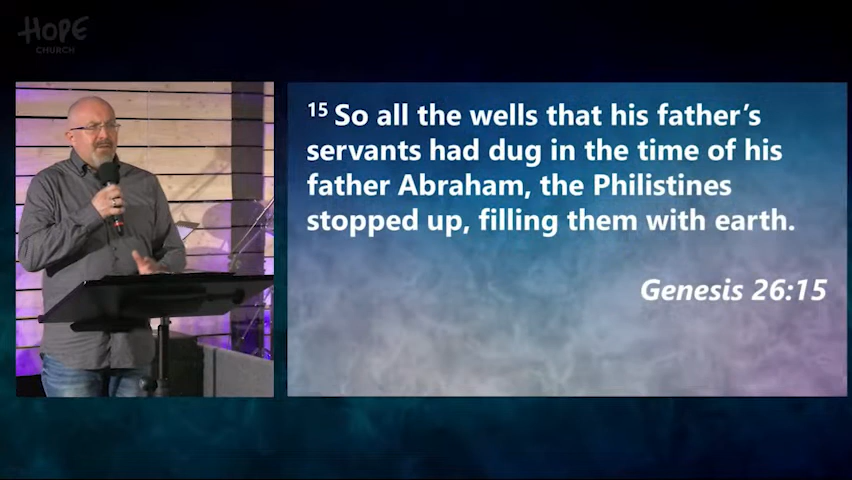 HOPE
CHURCH
15 So all the wells that his father’s
servants had dug in the time of his
father Abraham, the Philistines
stopped up, filling them with earth.
Genesis 26:15